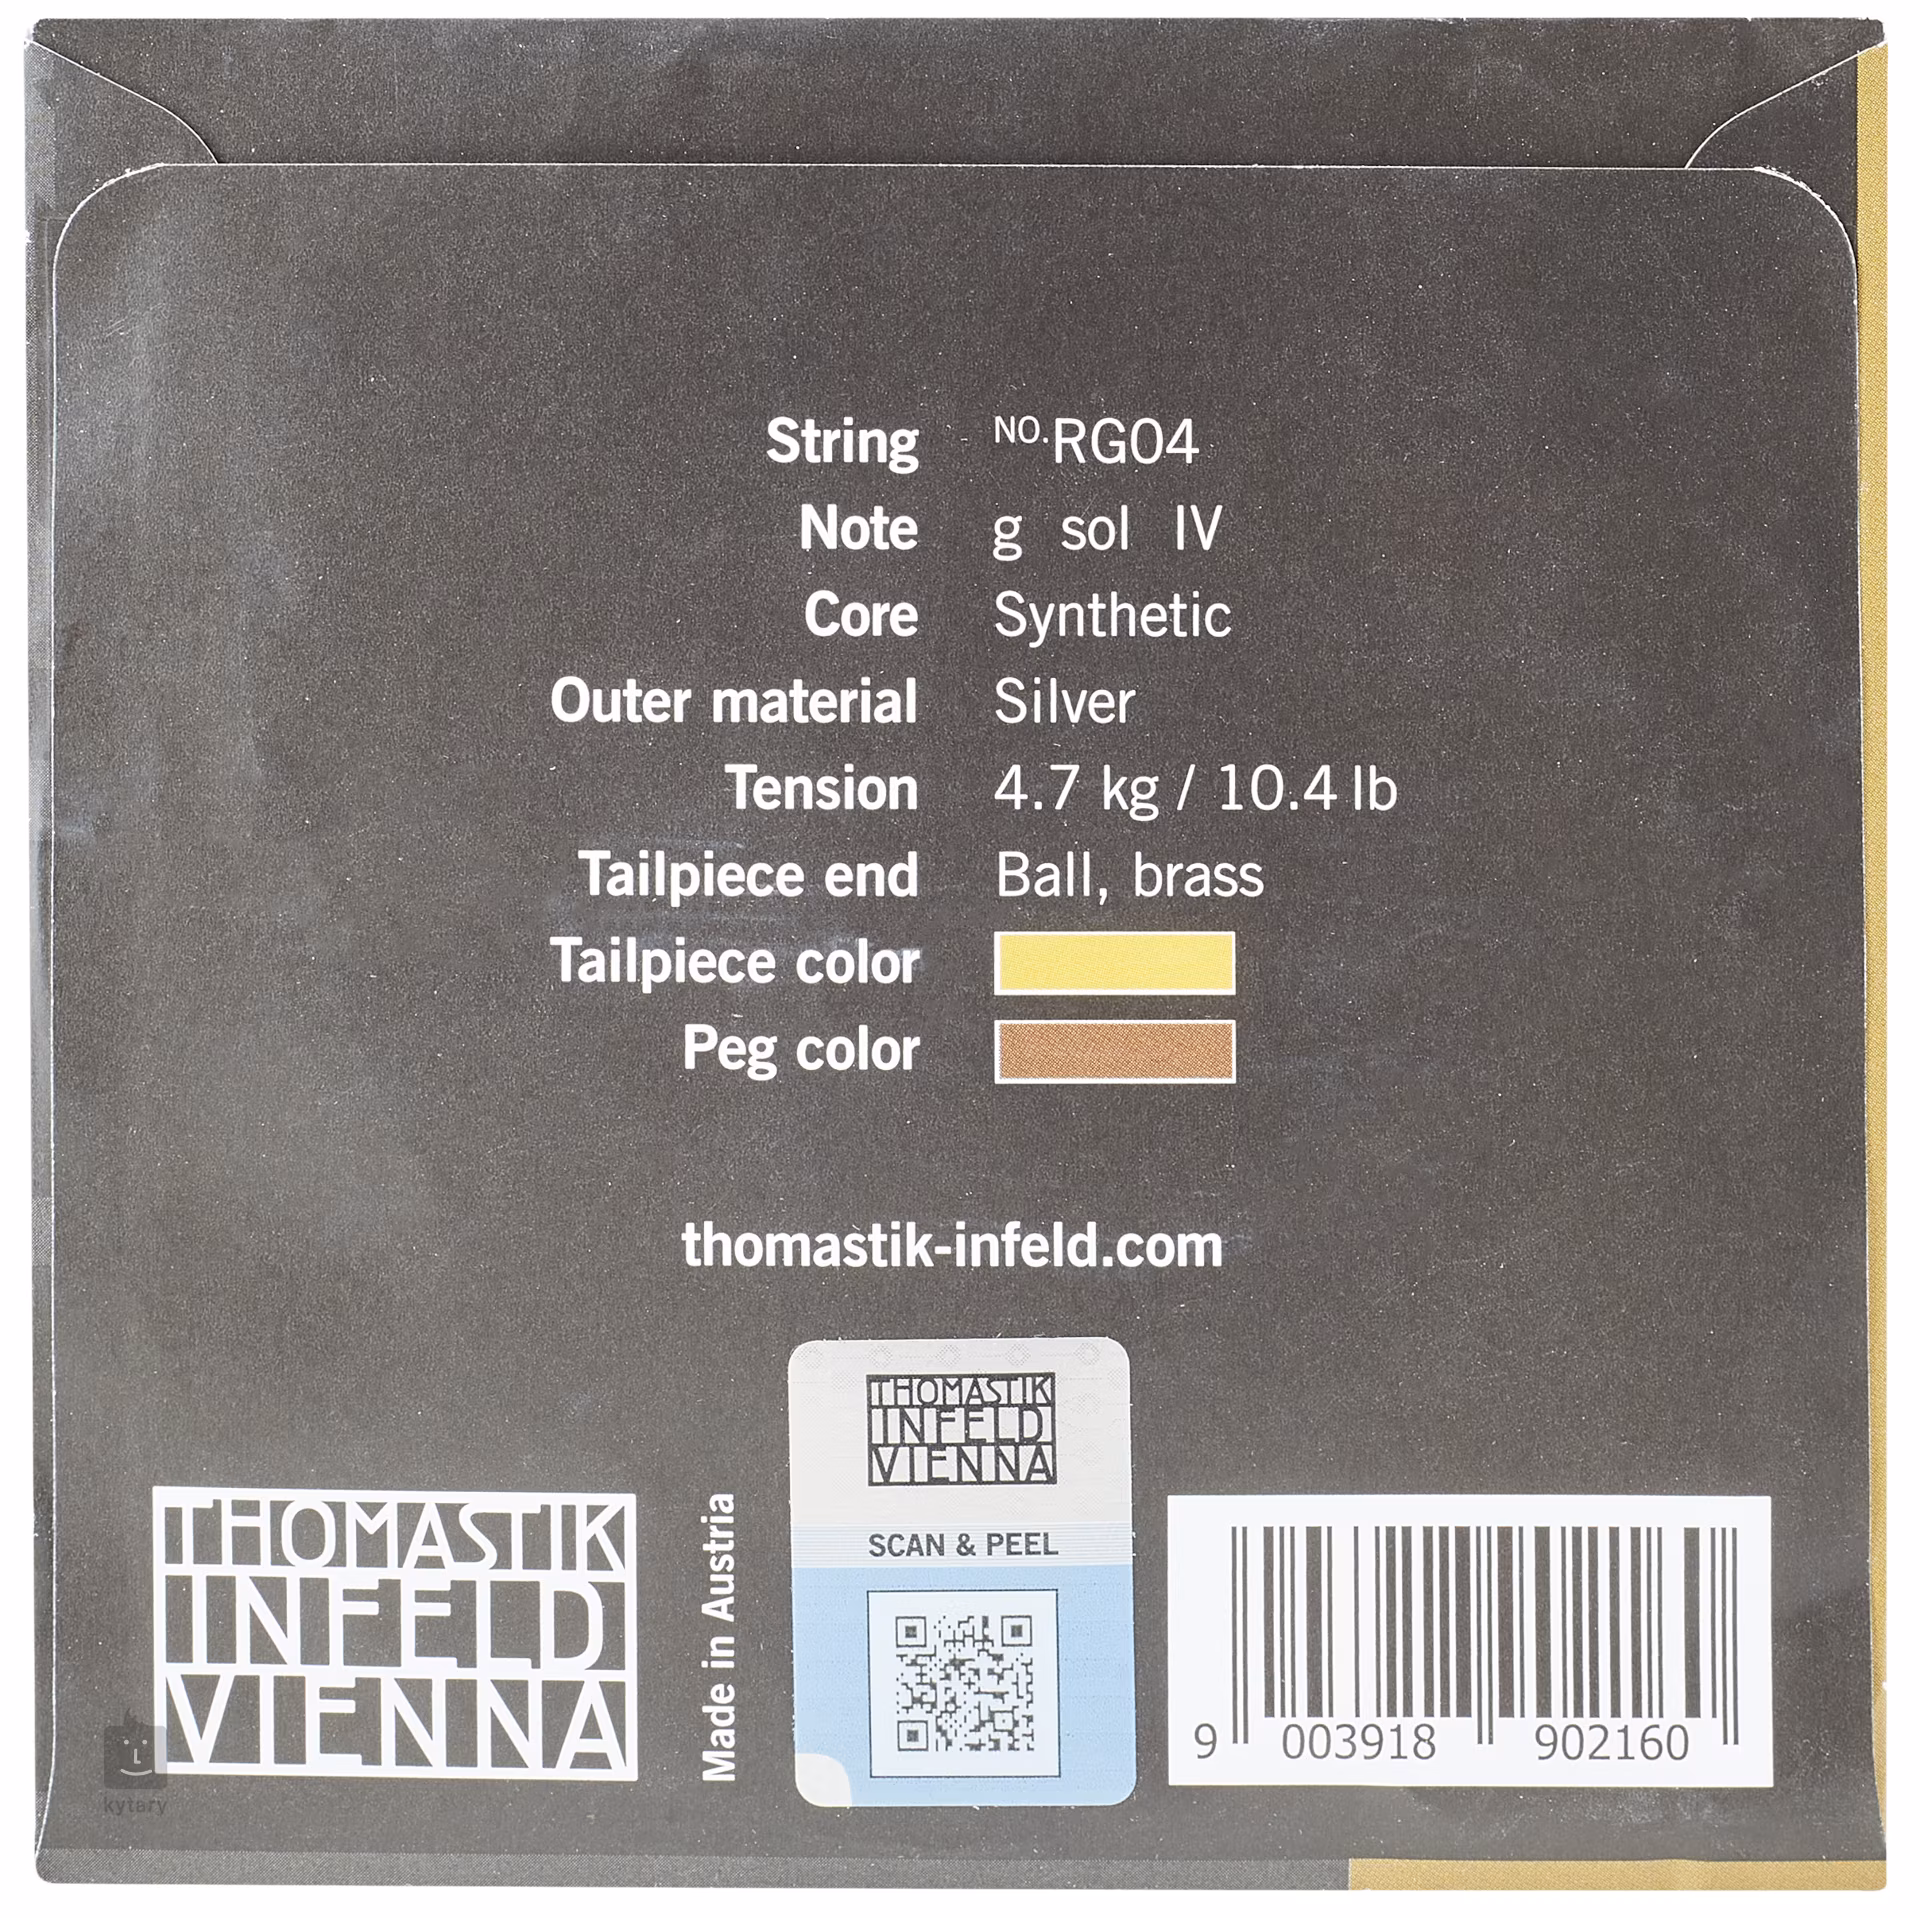 String NO.RG04
Note g sol IV
Core Synthetic
Outer material Silver
Tension 4.7 kg / 10.4 lb
Tailpiece end Ball, brass
Tailpiece color
Peg color
thomastik-infeld.com
THOMASTIK
INFELD
VIENNA
Made in Austria
THOMASTIK
INFELD
VIENNA
SCAN & PEEL
9 003918 902160
kytary